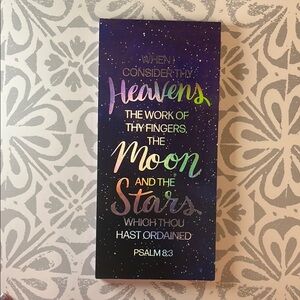 WHEN I
CONSIDER THY
Heavens,
THE WORK OF
THY FINGERS,
THE
Moon
AND THE
Stars,
WHICH THOU
HAST ORDAINED
PSALM 8:3